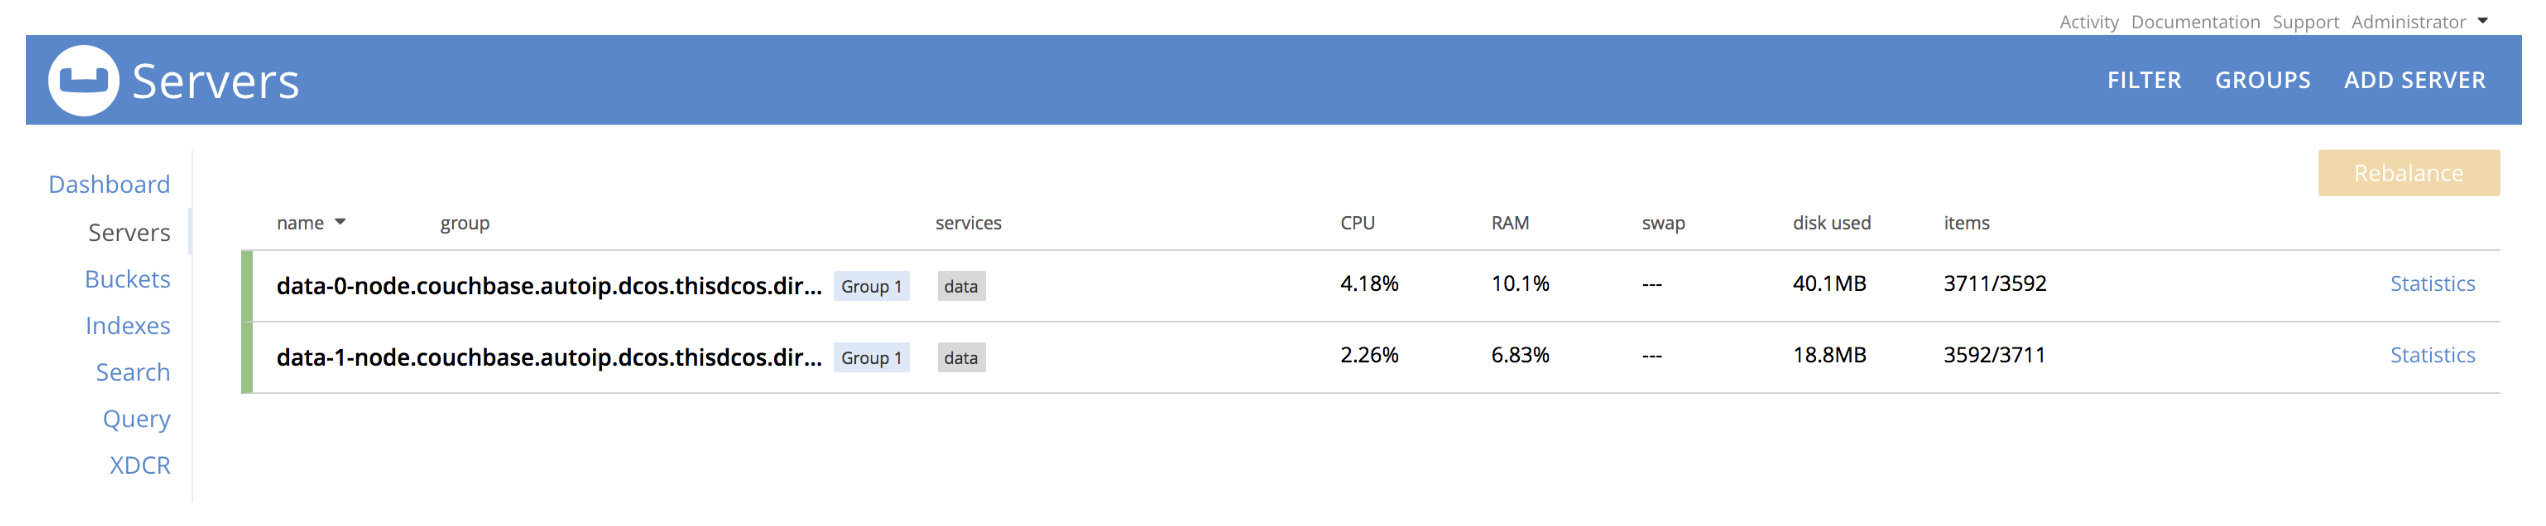 Activity Documentation Support Administrator
Servers
FILTER GROUPS ADD SERVER
Dashboard
Servers
Buckets
Indexes
Search
Query
XDCR
Rebalance
name group services CPU RAM swap disk used items
data-0-node.couchbase.autoip.dcos.thisdcos.dir... Group 1 data 4.18% 10.1% --- 40.1MB 3711/3592 Statistics
data-1-node.couchbase.autoip.dcos.thisdcos.dir... Group 1 data 2.26% 6.83% --- 18.8MB 3592/3711 Statistics